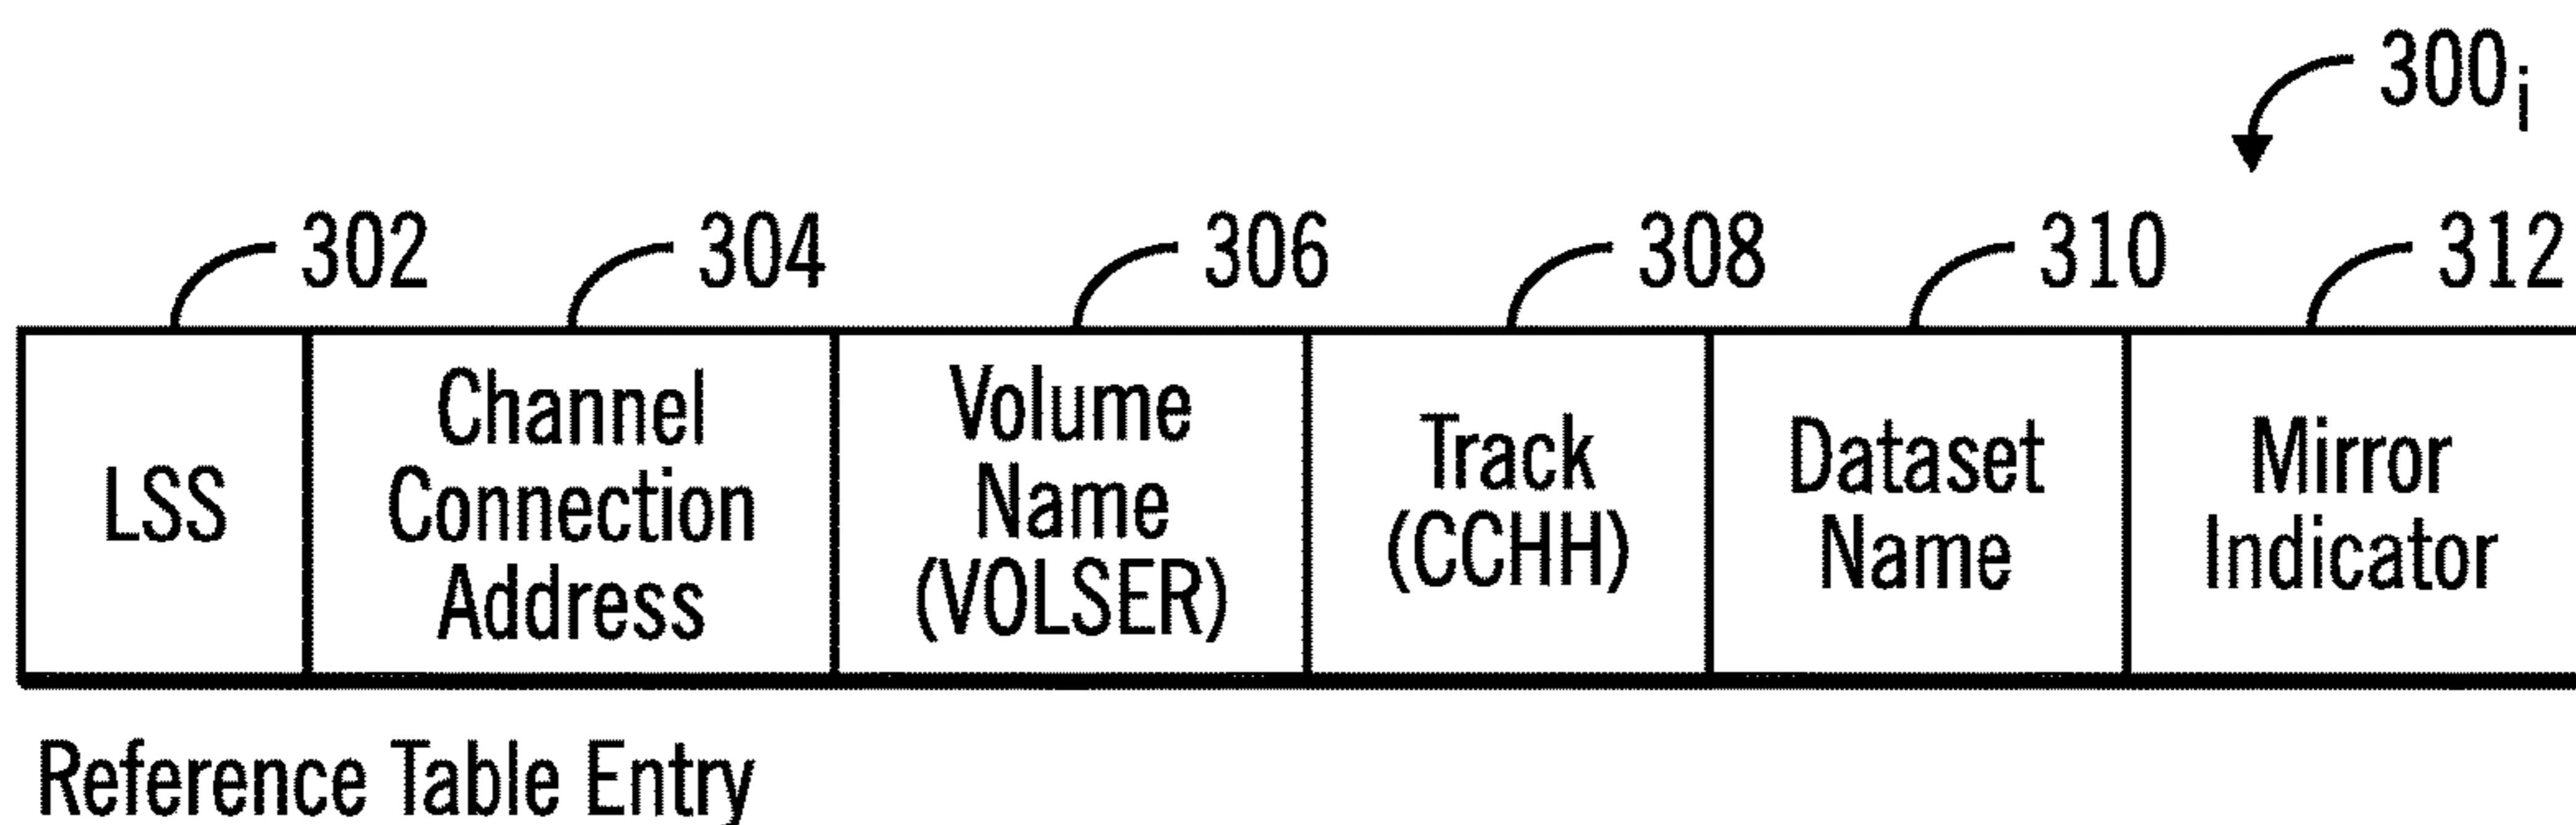 300i
302 304 306 308 310 312
LSS
Channel
Connection
Address
Volume
Name
(VOLSER)
Track
(CCHH)
Dataset
Name
Mirror
Indicator
Reference Table Entry